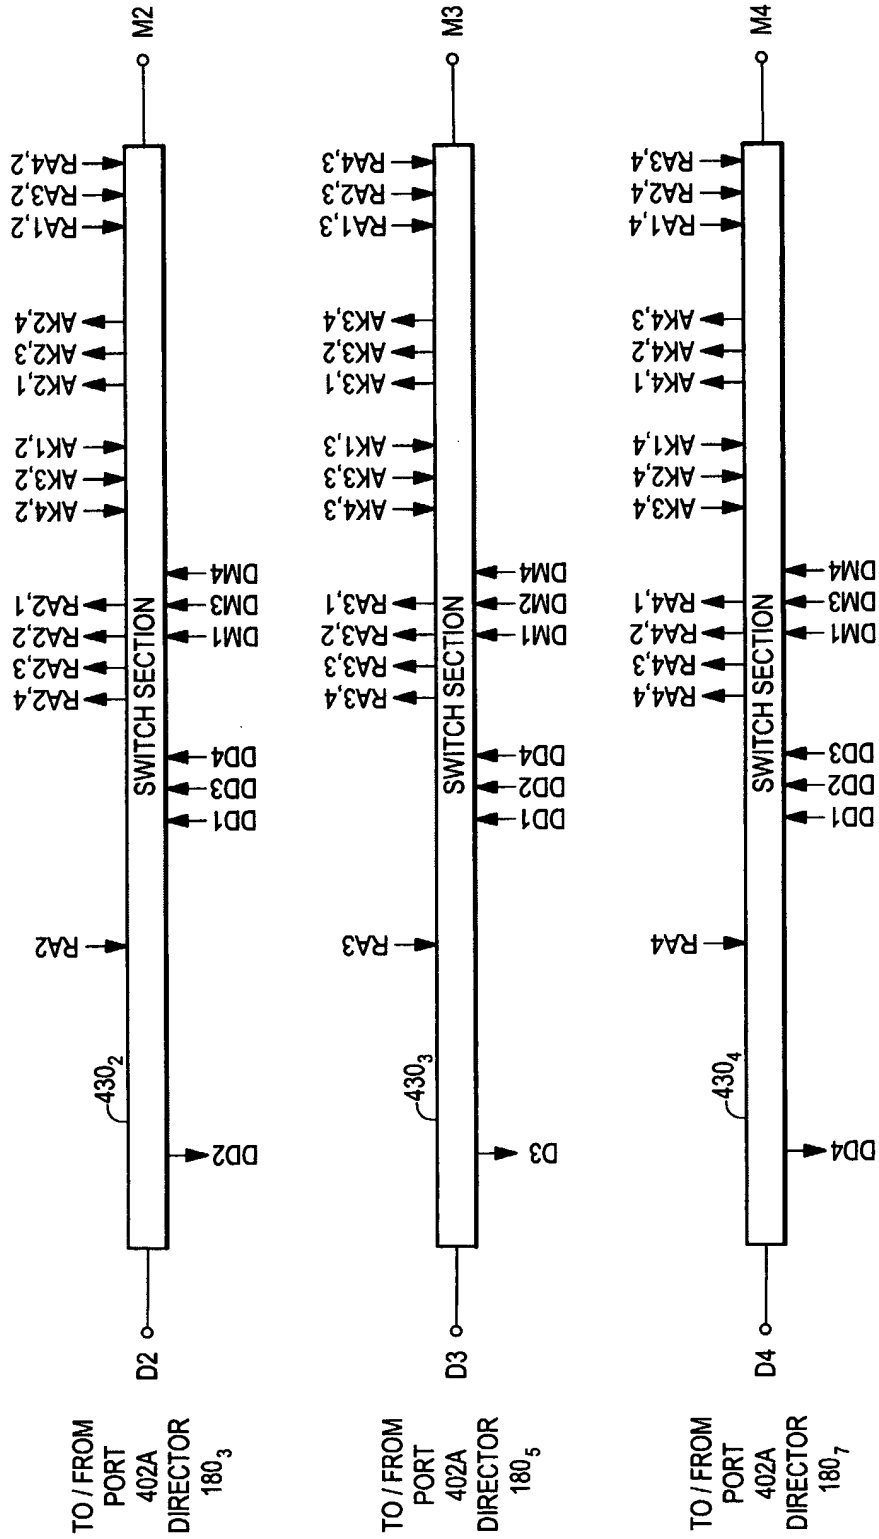 M2
RA4,2
RA3,2
RA1,2
AK2,4
AK2,3
AK2,1
AK1,2
AK3,2
AK4,2
DM4
DM3
DM1
RA2,1
RA2,2
RA2,3
RA2,4
SWITCH SECTION
DD4
DD3
DD1
RA2
430₂
DD2
D2
TO / FROM
PORT
402A
DIRECTOR
180₃
M3
RA4,3
RA2,3
RA1,3
AK3,4
AK3,2
AK3,1
AK1,3
AK3,3
AK4,3
DM4
DM2
DM1
RA3,1
RA3,2
RA3,3
RA3,4
SWITCH SECTION
DD4
DD2
DD1
RA3
430₃
D3
D3
TO / FROM
PORT
402A
DIRECTOR
180₅
M4
RA3,4
RA2,4
RA1,4
AK4,3
AK4,2
AK4,1
AK1,4
AK2,4
AK3,4
DM4
DM3
DM1
RA4,1
RA4,2
RA4,3
RA4,4
SWITCH SECTION
DD3
DD2
DD1
RA4
430₄
DD4
D4
TO / FROM
PORT
402A
DIRECTOR
180₇